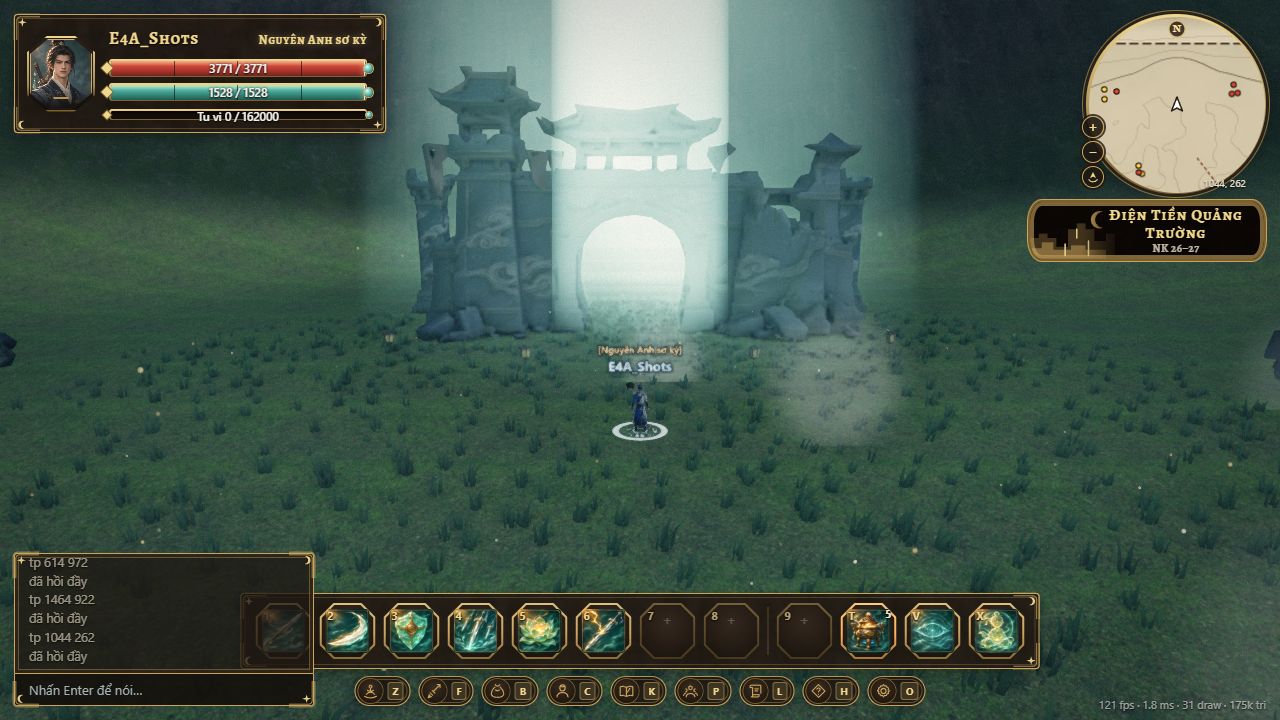 E4A_Shots
Nguyên Anh sơ kỳ
3771 / 3771
1528 / 1528
Tu vi 0 / 162000
N
+
−
1044, 262
Điện Tiền Quảng
Trường
NK 26–27
[Nguyên Anh sơ kỳ]
E4A_Shots
tp 614 972
đã hồi đầy
tp 1464 922
đã hồi đầy
tp 1044 262
đã hồi đầy
Nhấn Enter để nói...
1 2 3 4 5 6 7 + 8 + 9 + T 5 V X
Z F B C K P L H O
121 fps · 1.8 ms · 31 draw · 175k tri